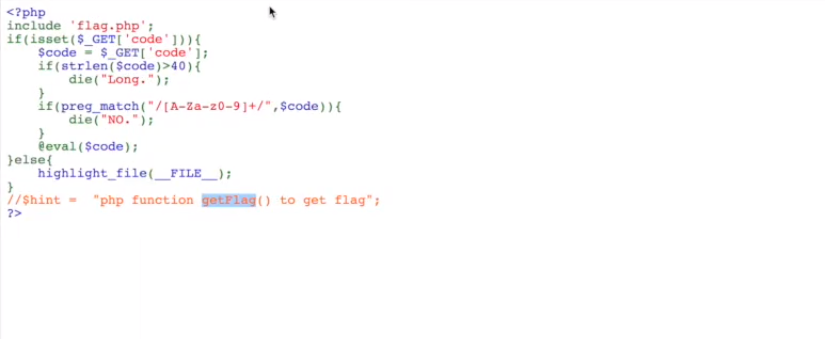 <?php
include 'flag.php';
if(isset($_GET['code'])){
    $code = $_GET['code'];
    if(strlen($code)>40){
        die("Long.");
    }
    if(preg_match("/[A-Za-z0-9]+/",$code)){
        die("NO.");
    }
    @eval($code);
}else{
    highlight_file(__FILE__);
}
//$hint =  "php function getFlag() to get flag";
?>